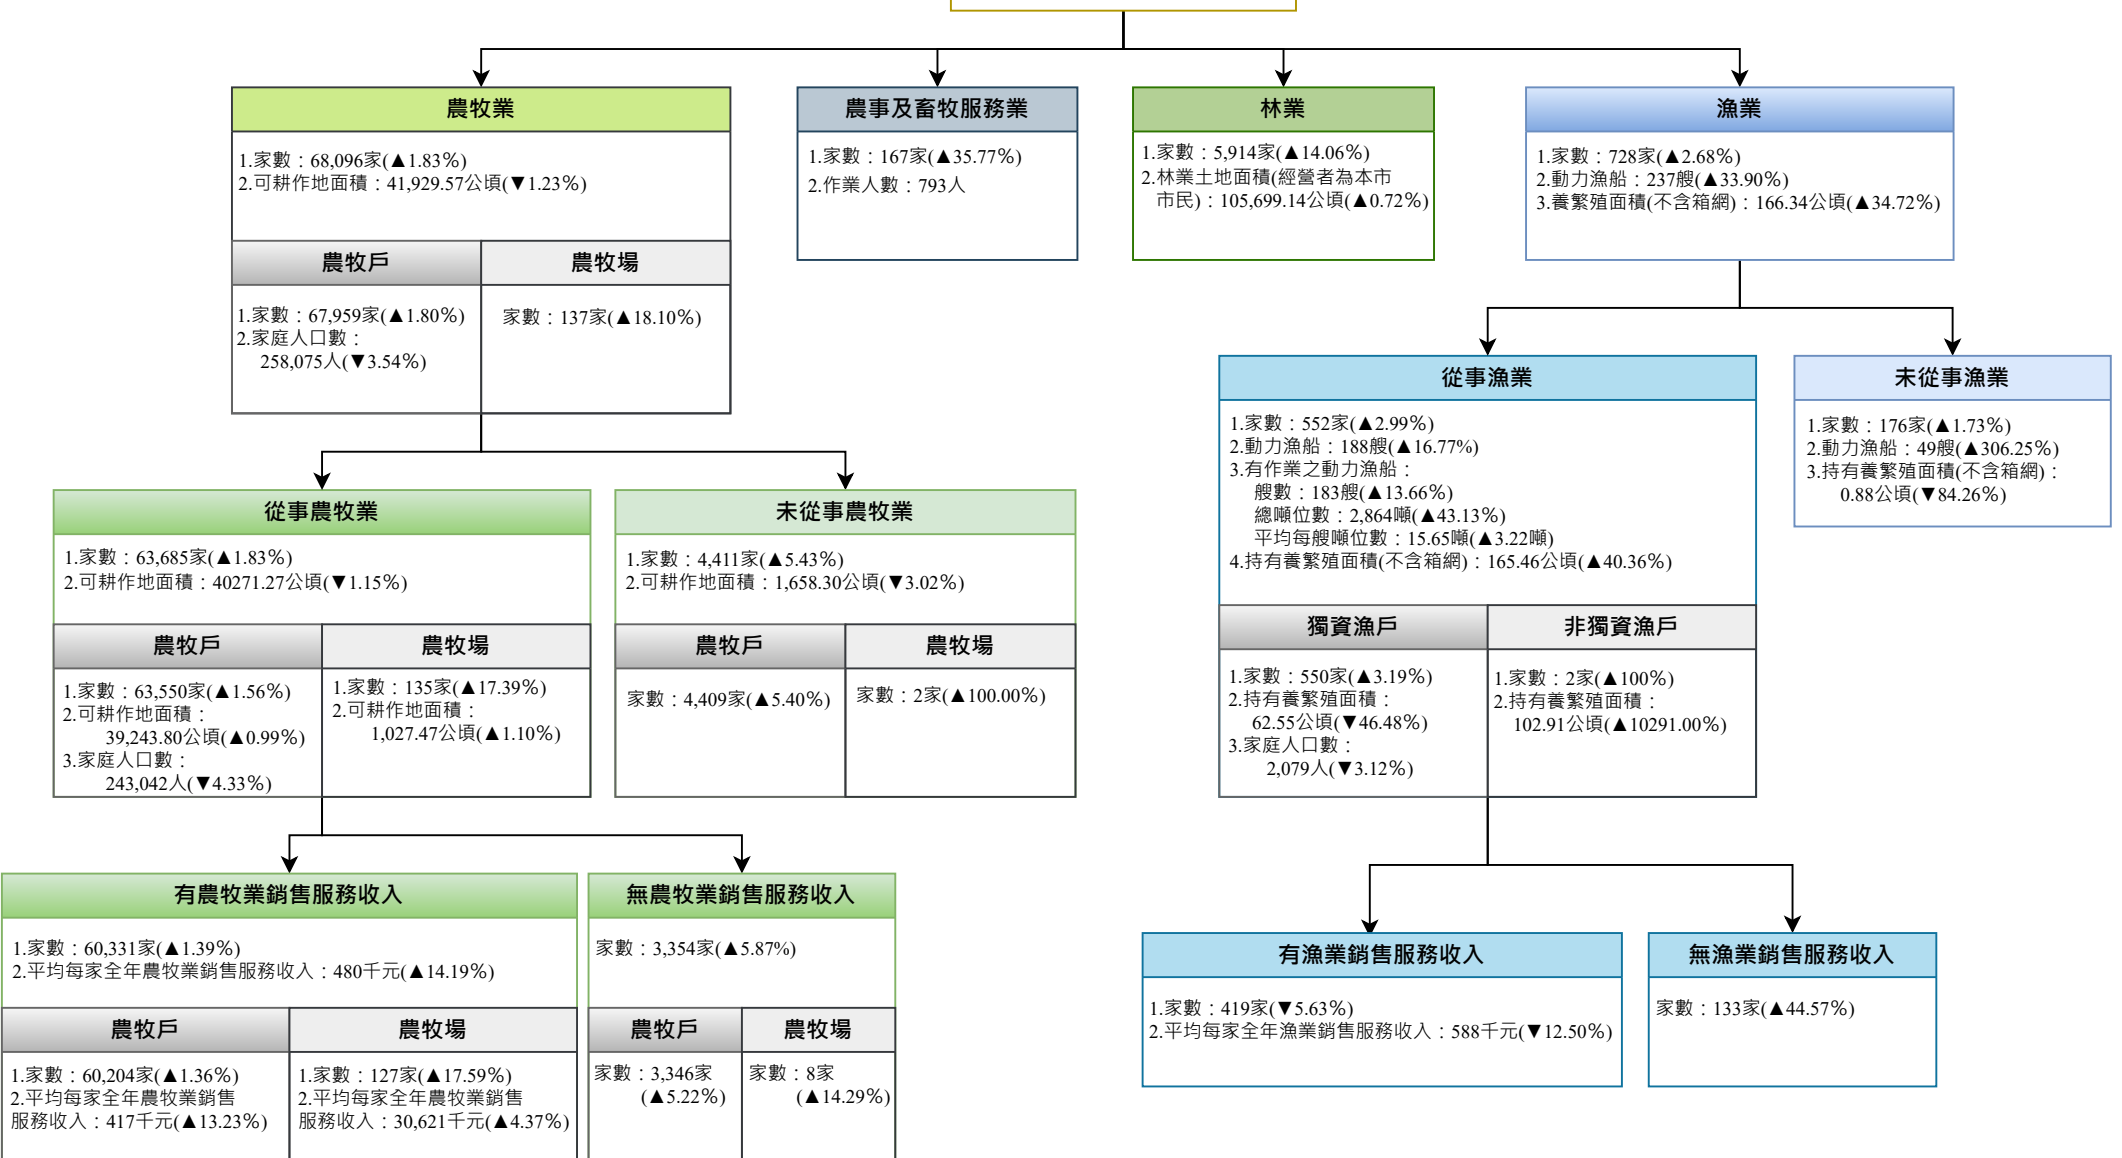 農牧業
1.家數：68,096家(▲1.83%)
2.可耕作地面積：41,929.57公頃(▼1.23%)
農牧戶
1.家數：67,959家(▲1.80%)
2.家庭人口數：
258,075人(▼3.54%)
農牧場
家數：137家(▲18.10%)
農事及畜牧服務業
1.家數：167家(▲35.77%)
2.作業人數：793人
林業
1.家數：5,914家(▲14.06%)
2.林業土地面積(經營者為本市
市民)：105,699.14公頃(▲0.72%)
漁業
1.家數：728家(▲2.68%)
2.動力漁船：237艘(▲33.90%)
3.養繁殖面積(不含箱網)：166.34公頃(▲34.72%)
從事農牧業
1.家數：63,685家(▲1.83%)
2.可耕作地面積：40271.27公頃(▼1.15%)
農牧戶
1.家數：63,550家(▲1.56%)
2.可耕作地面積：
39,243.80公頃(▲0.99%)
3.家庭人口數：
243,042人(▼4.33%)
農牧場
1.家數：135家(▲17.39%)
2.可耕作地面積：
1,027.47公頃(▲1.10%)
未從事農牧業
1.家數：4,411家(▲5.43%)
2.可耕作地面積：1,658.30公頃(▼3.02%)
農牧戶
家數：4,409家(▲5.40%)
農牧場
家數：2家(▲100.00%)
從事漁業
1.家數：552家(▲2.99%)
2.動力漁船：188艘(▲16.77%)
3.有作業之動力漁船：
艘數：183艘(▲13.66%)
總噸位數：2,864噸(▲43.13%)
平均每艘噸位數：15.65噸(▲3.22噸)
4.持有養繁殖面積(不含箱網)：165.46公頃(▲40.36%)
獨資漁戶
1.家數：550家(▲3.19%)
2.持有養繁殖面積：
62.55公頃(▼46.48%)
3.家庭人口數：
2,079人(▼3.12%)
非獨資漁戶
1.家數：2家(▲100%)
2.持有養繁殖面積：
102.91公頃(▲10291.00%)
未從事漁業
1.家數：176家(▲1.73%)
2.動力漁船：49艘(▲306.25%)
3.持有養繁殖面積(不含箱網)：
0.88公頃(▼84.26%)
有農牧業銷售服務收入
1.家數：60,331家(▲1.39%)
2.平均每家全年農牧業銷售服務收入：480千元(▲14.19%)
農牧戶
1.家數：60,204家(▲1.36%)
2.平均每家全年農牧業銷售
服務收入：417千元(▲13.23%)
農牧場
1.家數：127家(▲17.59%)
2.平均每家全年農牧業銷售
服務收入：30,621千元(▲4.37%)
無農牧業銷售服務收入
家數：3,354家(▲5.87%)
農牧戶
家數：3,346家
(▲5.22%)
農牧場
家數：8家
(▲14.29%)
有漁業銷售服務收入
1.家數：419家(▼5.63%)
2.平均每家全年漁業銷售服務收入：588千元(▼12.50%)
無漁業銷售服務收入
家數：133家(▲44.57%)